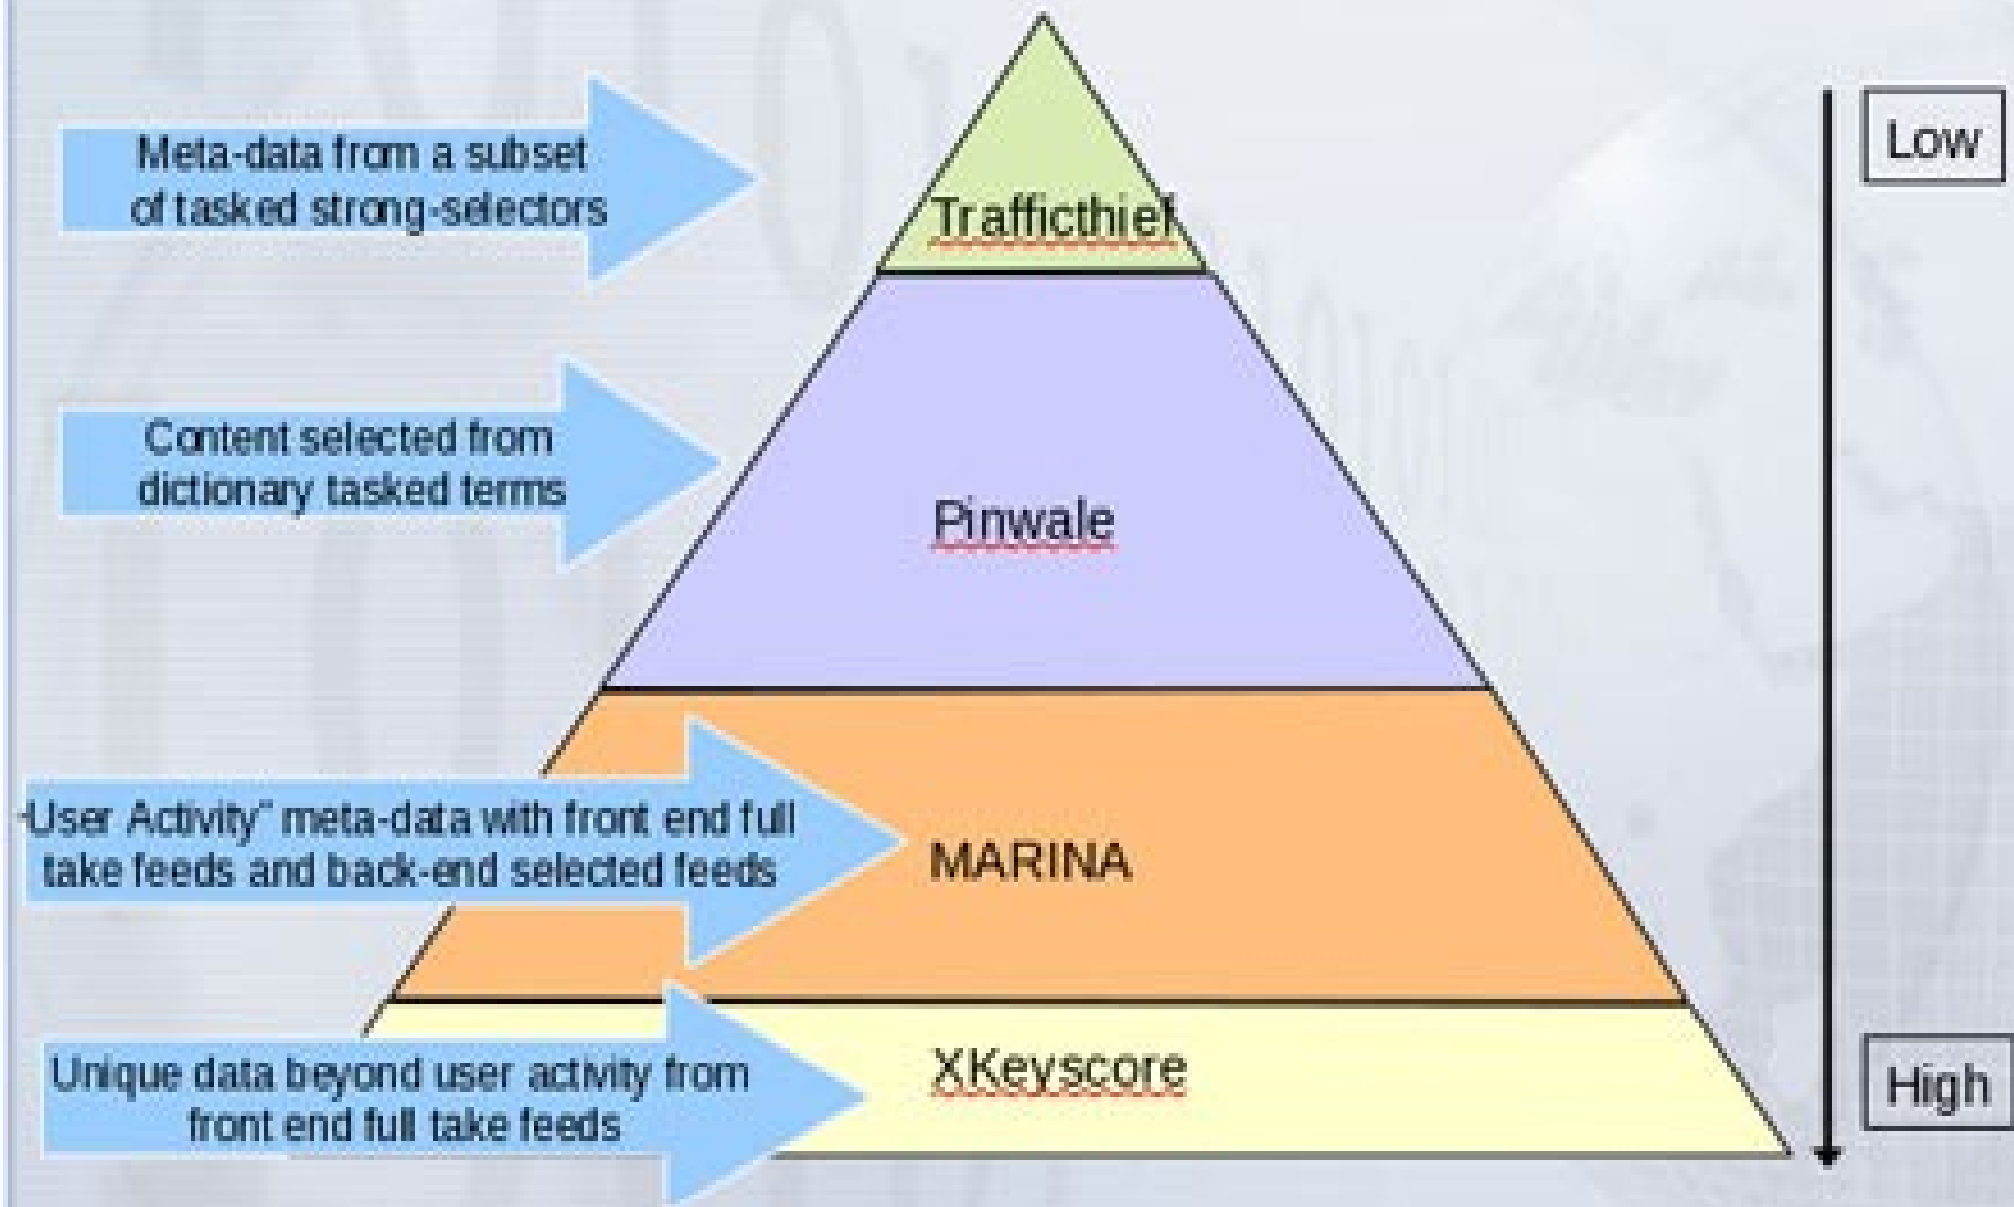 Meta-data from a subset
of tasked strong-selectors
Trafficthief
Low
Content selected from
dictionary tasked terms
Pinwale
"User Activity" meta-data with front end full
take feeds and back-end selected feeds
MARINA
Unique data beyond user activity from
front end full take feeds
XKeyscore
High